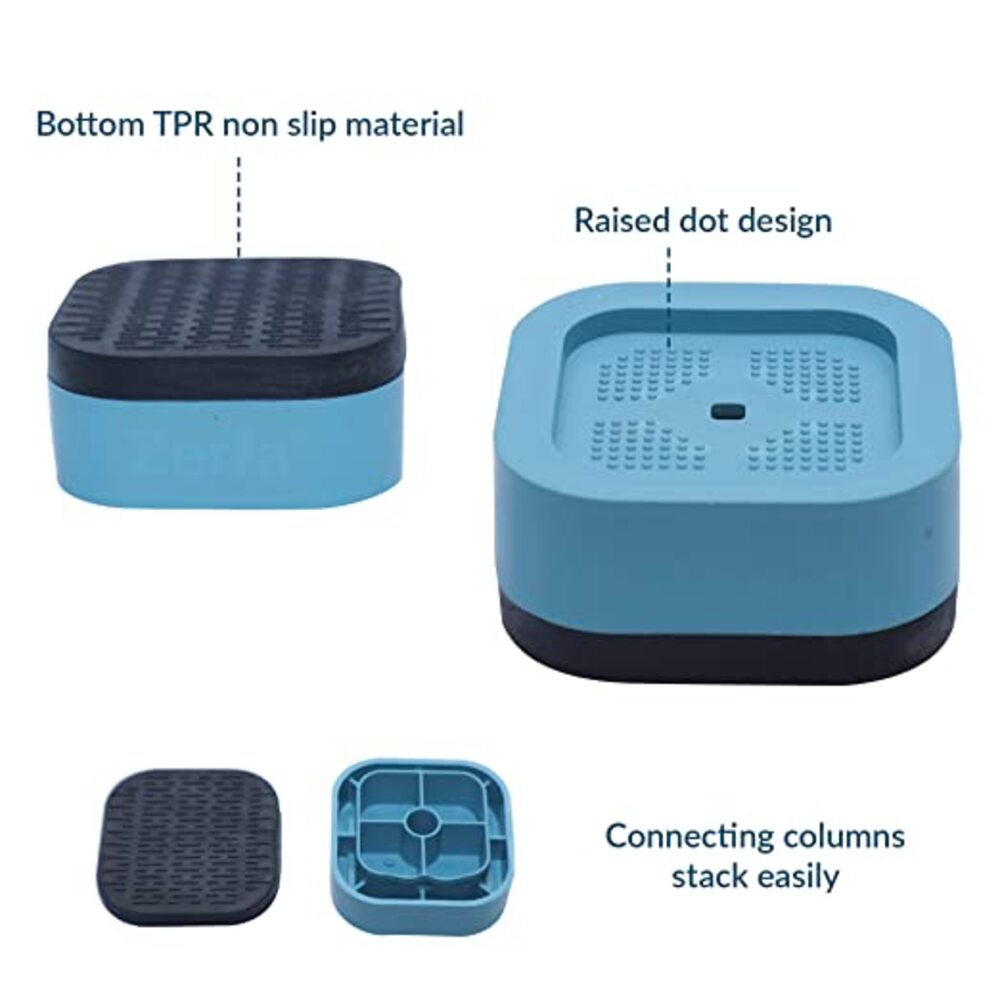 Bottom TPR non slip material
Raised dot design
Connecting columns
stack easily